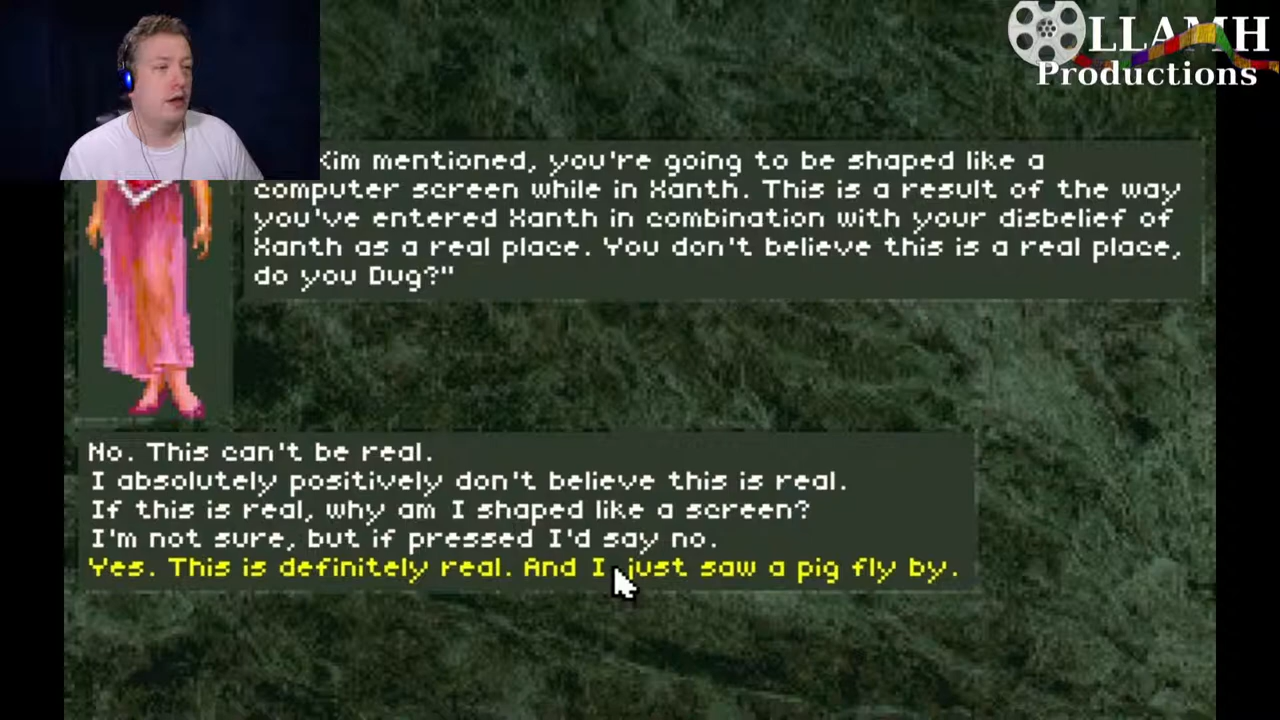 LLAMH
Productions
Kim mentioned, you're going to be shaped like a
computer screen while in Xanth. This is a result of the way
you've entered Xanth in combination with your disbelief of
Xanth as a real place. You don't believe this is a real place,
do you Dug?"
No. This can't be real.
I absolutely positively don't believe this is real.
If this is real, why am I shaped like a screen?
I'm not sure, but if pressed I'd say no.
Yes. This is definitely real. And I just saw a pig fly by.